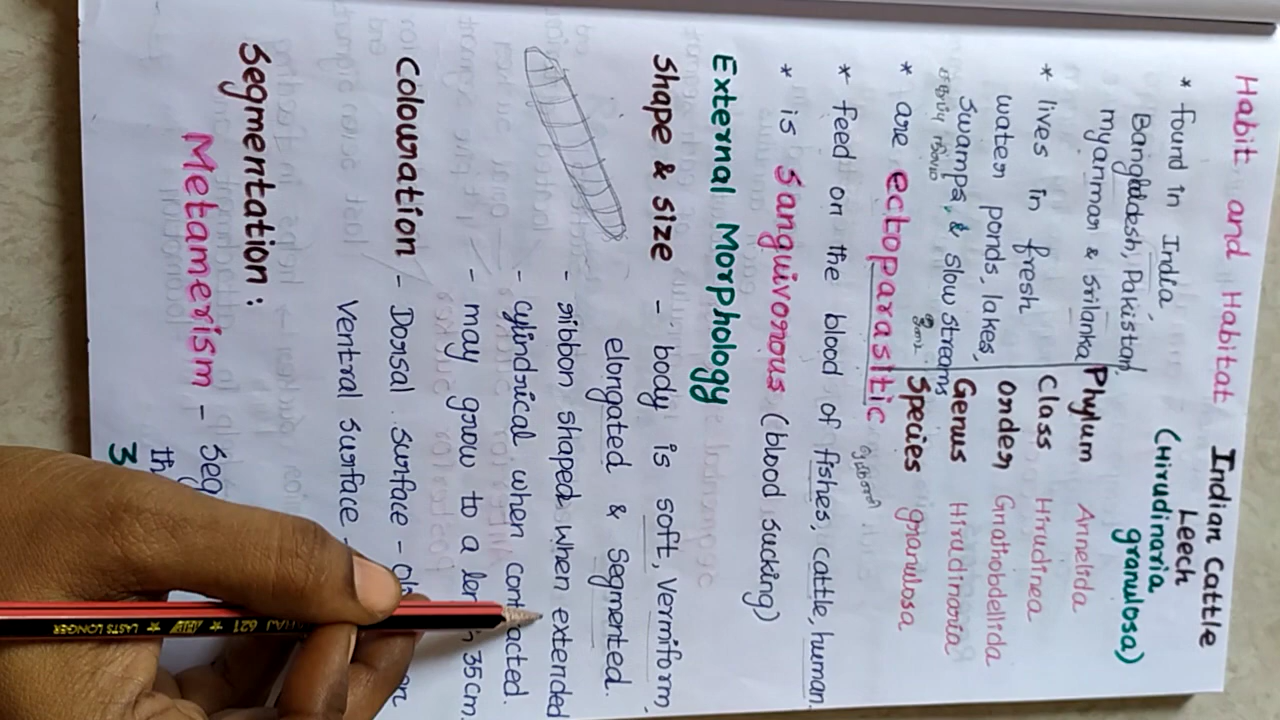 Indian Cattle
Leech
(Hirudinaria
granulosa)
Habit and Habitat
* found in India,
Bangladesh, Pakistan,
myanmar & Srilanka
* lives in fresh
water ponds, lakes,
swamps, & slow streams
* are ectoparasitic
Phylum Annelida
Class Hirudinea
Order Gnathobdellida
Genus Hirudinaria
Species granulosa
* feed on the blood of fishes, cattle, human.
* is Sanguivorous (blood sucking)
External Morphology
Shape & size - body is soft, vermiform,
elongated & segmented.
- ribbon shaped when extended
- cylindrical when contracted.
- may grow to a 35cm.
Colouration - Dorsal surface -
Ventral surface -
Segmentation :
Metamerism -
3
621
LASTS LONGER